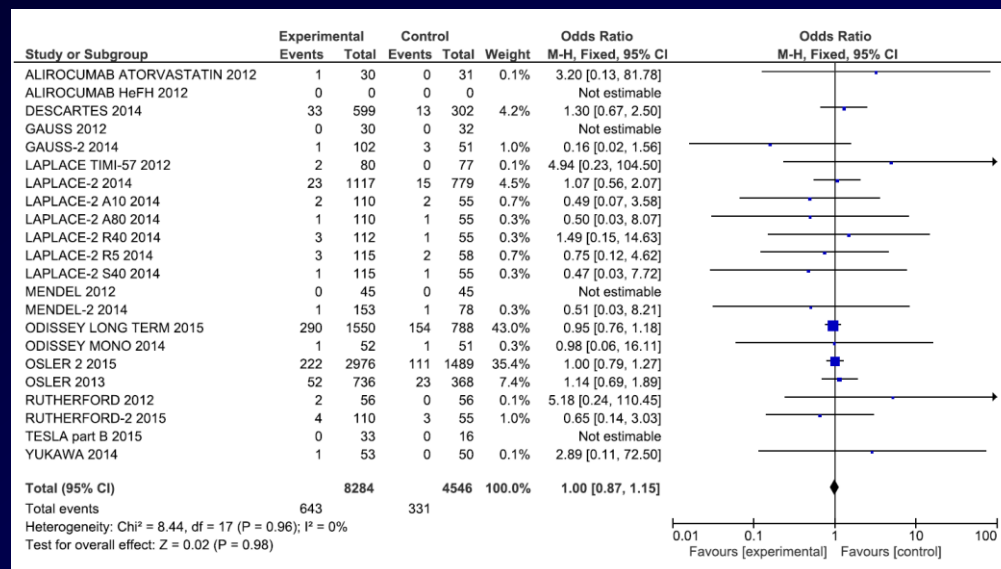 Experimental Control Odds Ratio Odds Ratio
Study or Subgroup Events Total Events Total Weight M-H, Fixed, 95% CI M-H, Fixed, 95% CI
ALIROCUMAB ATORVASTATIN 2012 1 30 0 31 0.1% 3.20 [0.13, 81.78]
ALIROCUMAB HeFH 2012 0 0 0 0 Not estimable
DESCARTES 2014 33 599 13 302 4.2% 1.30 [0.67, 2.50]
GAUSS 2012 0 30 0 32 Not estimable
GAUSS-2 2014 1 102 3 51 1.0% 0.16 [0.02, 1.56]
LAPLACE TIMI-57 2012 2 80 0 77 0.1% 4.94 [0.23, 104.50]
LAPLACE-2 2014 23 1117 15 779 4.5% 1.07 [0.56, 2.07]
LAPLACE-2 A10 2014 2 110 2 55 0.7% 0.49 [0.07, 3.58]
LAPLACE-2 A80 2014 1 110 1 55 0.3% 0.50 [0.03, 8.07]
LAPLACE-2 R40 2014 3 112 1 55 0.3% 1.49 [0.15, 14.63]
LAPLACE-2 R5 2014 3 115 2 58 0.7% 0.75 [0.12, 4.62]
LAPLACE-2 S40 2014 1 115 1 55 0.3% 0.47 [0.03, 7.72]
MENDEL 2012 0 45 0 45 Not estimable
MENDEL-2 2014 1 153 1 78 0.3% 0.51 [0.03, 8.21]
ODISSEY LONG TERM 2015 290 1550 154 788 43.0% 0.95 [0.76, 1.18]
ODISSEY MONO 2014 1 52 1 51 0.3% 0.98 [0.06, 16.11]
OSLER 2 2015 222 2976 111 1489 35.4% 1.00 [0.79, 1.27]
OSLER 2013 52 736 23 368 7.4% 1.14 [0.69, 1.89]
RUTHERFORD 2012 2 56 0 56 0.1% 5.18 [0.24, 110.45]
RUTHERFORD-2 2015 4 110 3 55 1.0% 0.65 [0.14, 3.03]
TESLA part B 2015 0 33 0 16 Not estimable
YUKAWA 2014 1 53 0 50 0.1% 2.89 [0.11, 72.50]
Total (95% CI) 8284 4546 100.0% 1.00 [0.87, 1.15]
Total events 643 331
Heterogeneity: Chi² = 8.44, df = 17 (P = 0.96); I² = 0%
Test for overall effect: Z = 0.02 (P = 0.98)
0.01 0.1 1 10 100
Favours [experimental] Favours [control]